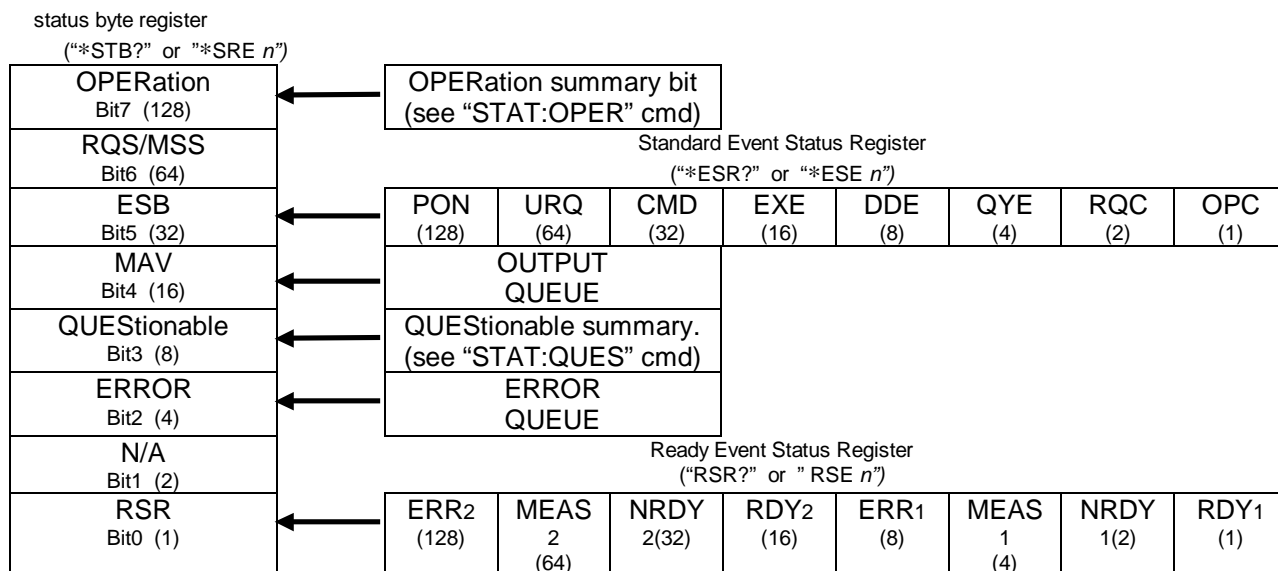 status byte register
(“*STB?” or ”*SRE n”)
OPERation
Bit7 (128)
OPERation summary bit
(see “STAT:OPER” cmd)
RQS/MSS
Bit6 (64)
Standard Event Status Register
(“*ESR?” or “*ESE n”)
ESB
Bit5 (32)
PON
(128)
URQ
(64)
CMD
(32)
EXE
(16)
DDE
(8)
QYE
(4)
RQC
(2)
OPC
(1)
MAV
Bit4 (16)
OUTPUT
QUEUE
QUEStionable
Bit3 (8)
QUEStionable summary.
(see “STAT:QUES” cmd)
ERROR
Bit2 (4)
ERROR
QUEUE
N/A
Bit1 (2)
Ready Event Status Register
(“RSR?” or ” RSE n”)
RSR
Bit0 (1)
ERR2
(128)
MEAS
2
(64)
NRDY
2(32)
RDY2
(16)
ERR1
(8)
MEAS
1
(4)
NRDY
1(2)
RDY1
(1)